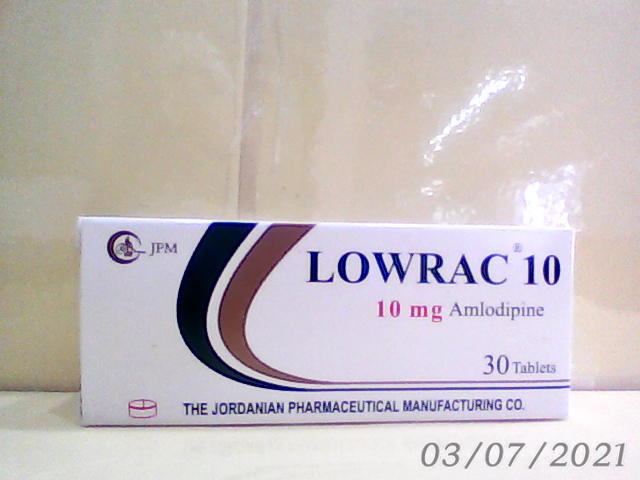 JPM
LOWRAC® 10
10 mg Amlodipine
30 Tablets
THE JORDANIAN PHARMACEUTICAL MANUFACTURING CO.
03/07/2021